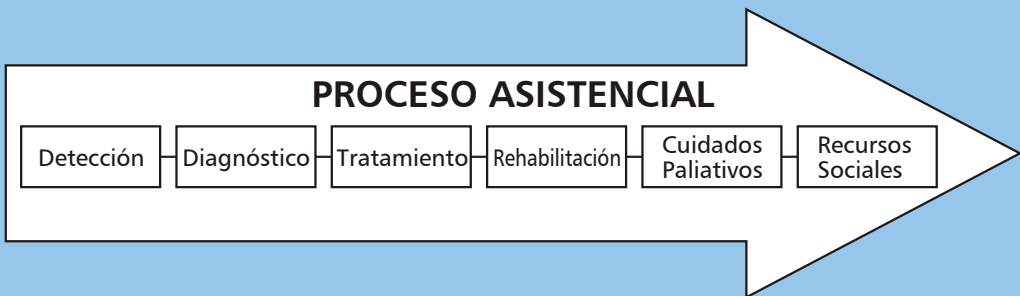 PROCESO ASISTENCIAL
Detección
Diagnóstico
Tratamiento
Rehabilitación
Cuidados
Paliativos
Recursos
Sociales